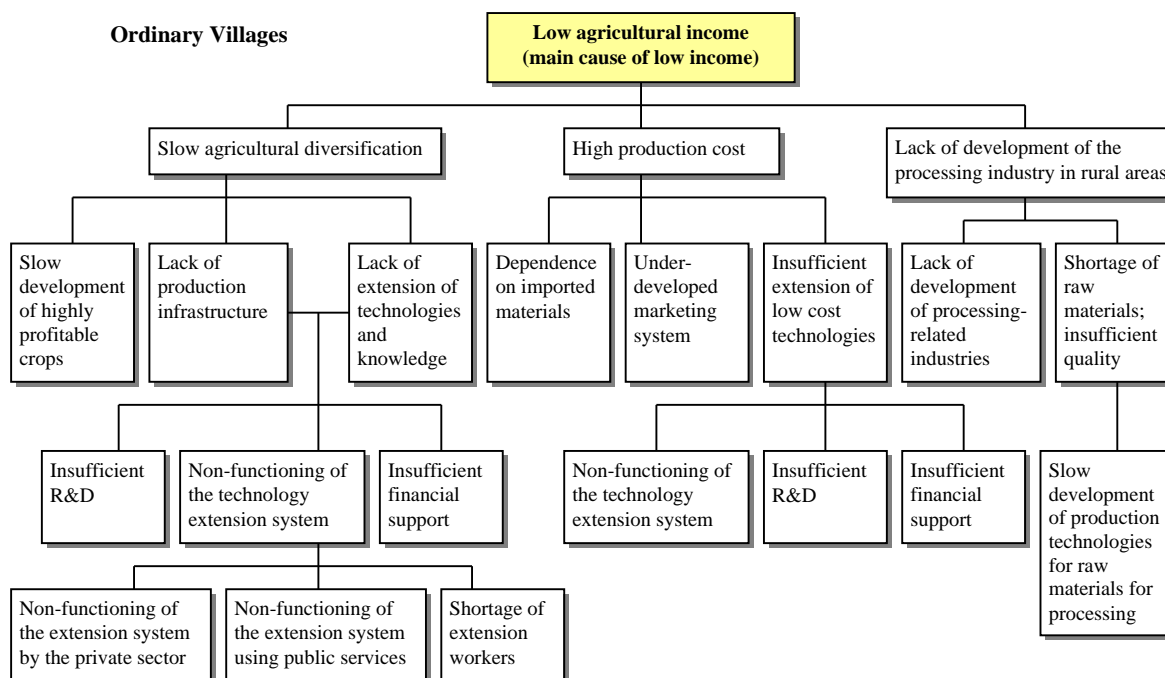 Ordinary Villages
Low agricultural income
(main cause of low income)
Slow agricultural diversification
High production cost
Lack of development of the
processing industry in rural areas
Slow
development
of highly
profitable
crops
Lack of
production
infrastructure
Lack of
extension of
technologies
and
knowledge
Dependence
on imported
materials
Under-
developed
marketing
system
Insufficient
extension of
low cost
technologies
Lack of
development
of processing-
related
industries
Shortage of
raw
materials;
insufficient
quality
Insufficient
R&D
Non-functioning of
the technology
extension system
Insufficient
financial
support
Non-functioning of
the technology
extension system
Insufficient
R&D
Insufficient
financial
support
Slow
development
of production
technologies
for raw
materials for
processing
Non-functioning of
the extension system
by the private sector
Non-functioning of
the extension system
using public services
Shortage of
extension
workers